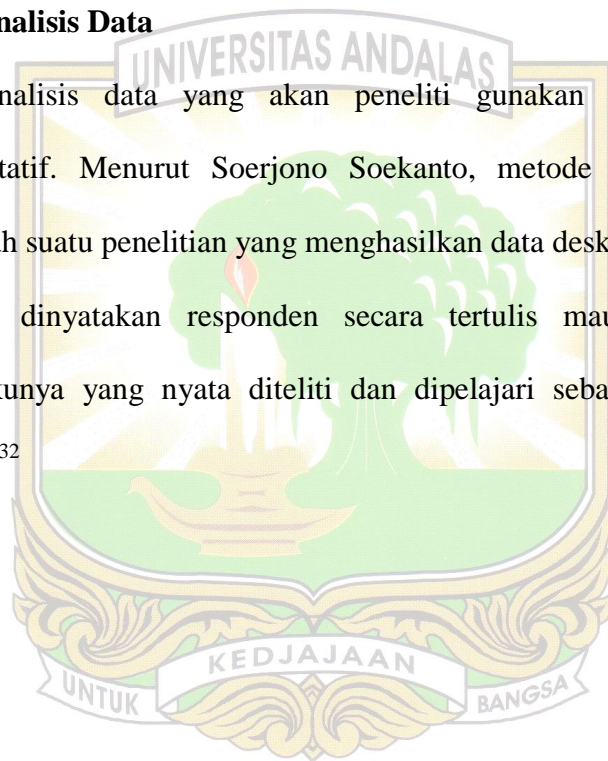 nalisis Data
UNIVERSITAS ANDALAS
nalisis data yang akan peneliti gunakan
tatif. Menurut Soerjono Soekanto, metode
h suatu penelitian yang menghasilkan data desk
dinyatakan responden secara tertulis mau
unya yang nyata diteliti dan dipelajari seba
32
KEDJAJAAN
UNTUK BANGSA